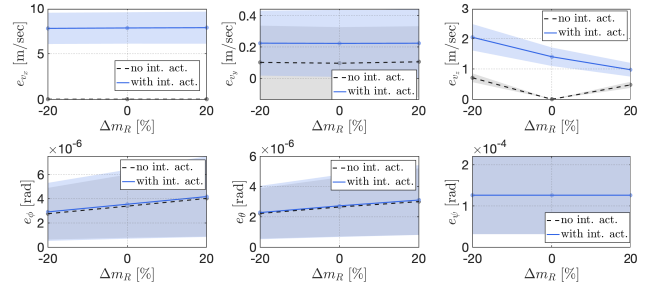 10
5
0
-20 0 20
e_{v_x} [m/sec]
Δm_R [%]
no int. act.
with int. act.
0.4
0.2
0
-20 0 20
e_{v_y} [m/sec]
Δm_R [%]
no int. act.
with int. act.
3
2
1
0
-20 0 20
e_{v_z} [m/sec]
Δm_R [%]
no int. act.
with int. act.
×10^{-6}
6
4
2
0
-20 0 20
e_ϕ [rad]
Δm_R [%]
no int. act.
with int. act.
×10^{-6}
6
4
2
0
-20 0 20
e_θ [rad]
Δm_R [%]
no int. act.
with int. act.
×10^{-4}
2
1
0
-20 0 20
e_ψ [rad]
Δm_R [%]
no int. act.
with int. act.